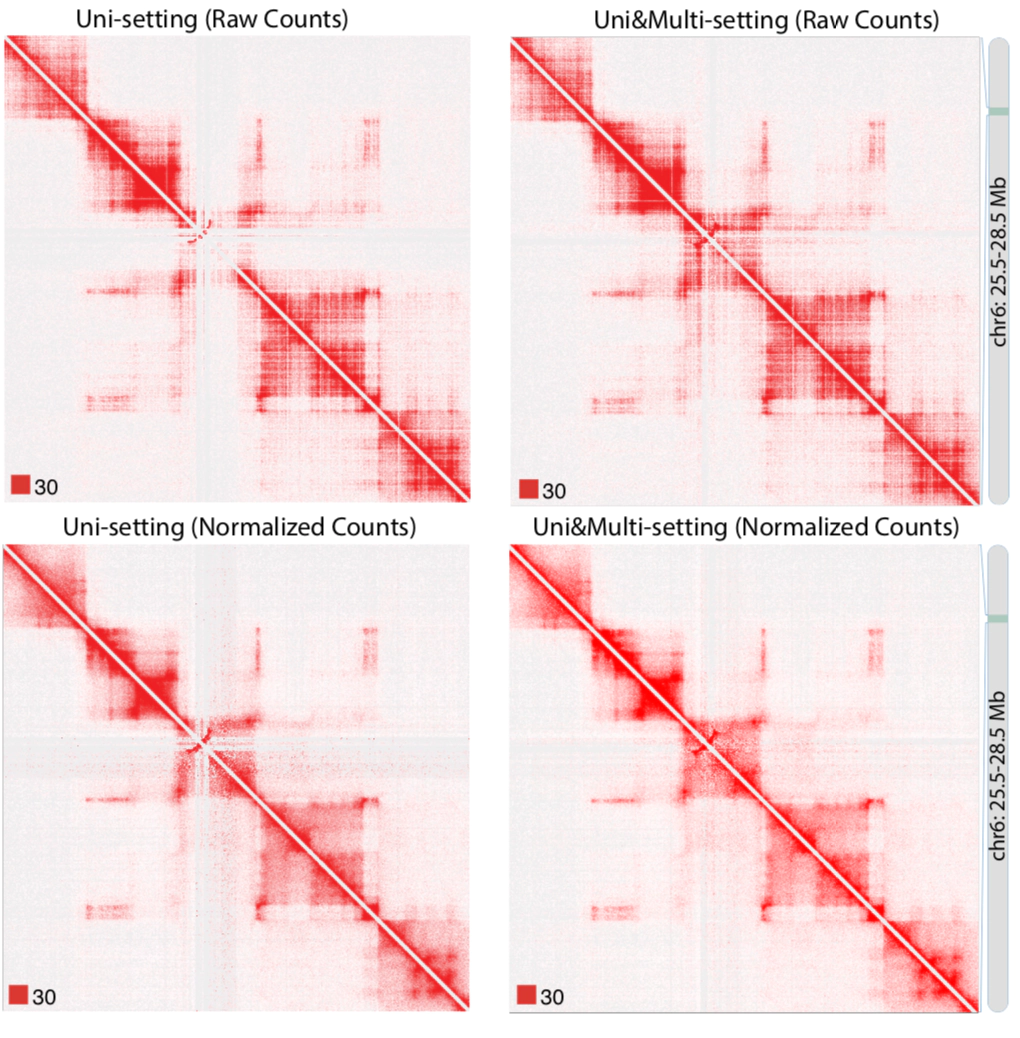 Uni-setting (Raw Counts)
Uni&Multi-setting (Raw Counts)
30
30
chr6: 25.5-28.5 Mb
Uni-setting (Normalized Counts)
Uni&Multi-setting (Normalized Counts)
30
30
chr6: 25.5-28.5 Mb